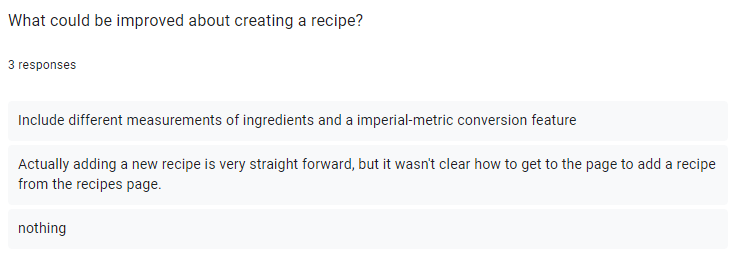 What could be improved about creating a recipe?
3 responses
Include different measurements of ingredients and a imperial-metric conversion feature
Actually adding a new recipe is very straight forward, but it wasn't clear how to get to the page to add a recipe
from the recipes page.
nothing